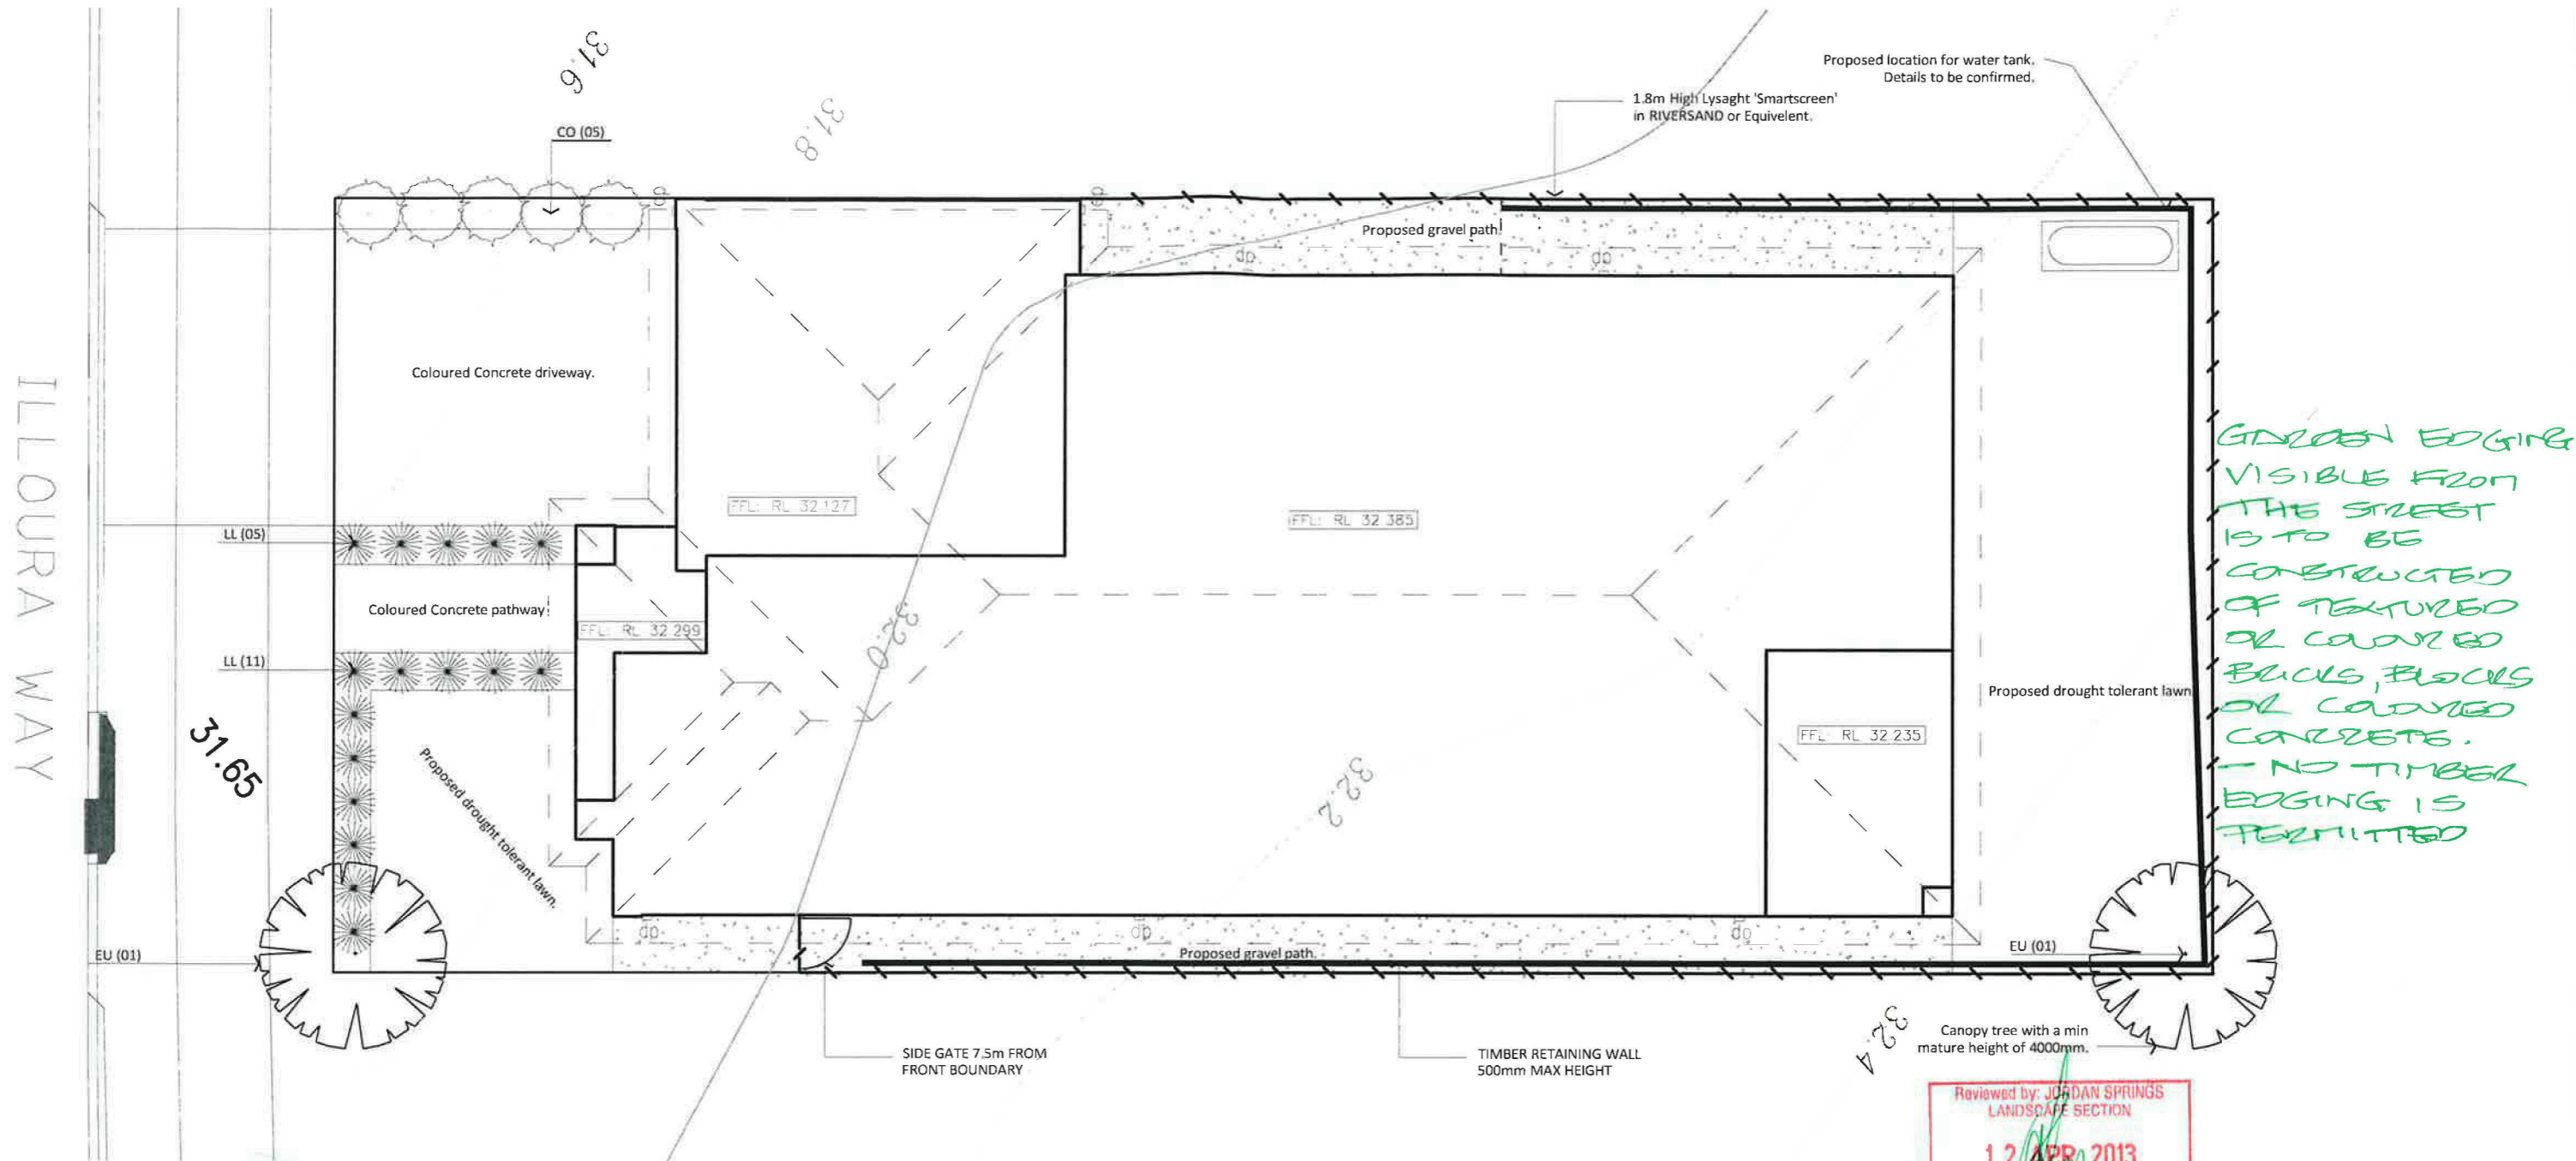 31.6
31.8
CO (05)
Proposed location for water tank.
Details to be confirmed.
1.8m High Lysaght 'Smartscreen'
in RIVERSAND or Equivelent.
dp
dp
Proposed gravel path.
dp
dp
Coloured Concrete driveway.
ILLOURA WAY
FFL: RL 32.127
FFL: RL 32.385
LL (05)
Coloured Concrete pathway.
FFL: RL 32.299
LL (11)
32.0
31.65
Proposed drought tolerant lawn.
32.2
FFL: RL 32.235
Proposed drought tolerant lawn
GARDEN EDGING
VISIBLE FROM
THE STREET
IS TO BE
CONSTRUCTED
OF TEXTURED
OR COLOURED
BRICKS, BLOCKS
OR COLOURED
CONCRETE.
- NO TIMBER
EDGING IS
PERMITTED
dp
dp
dp
Proposed gravel path.
EU (01)
EU (01)
SIDE GATE 7.5m FROM
FRONT BOUNDARY
TIMBER RETAINING WALL
500mm MAX HEIGHT
32.4
Canopy tree with a min
mature height of 4000mm.
Reviewed by: JORDAN SPRINGS
LANDSCAPE SECTION
12 APR 2013